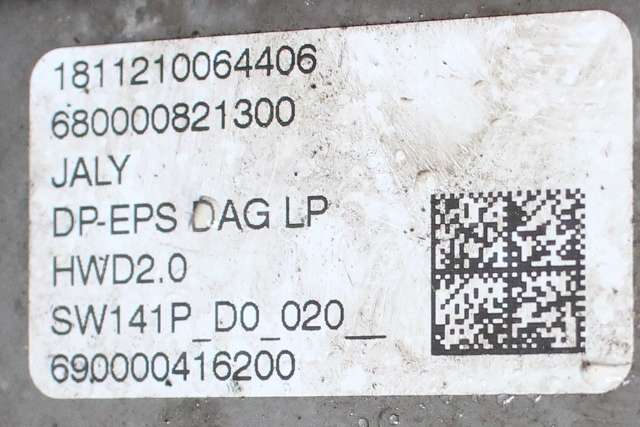 1811210064406
680000821300
JALY
DP-EPS DAG LP
HWD2.0
SW141P_D0_020__
690000416200